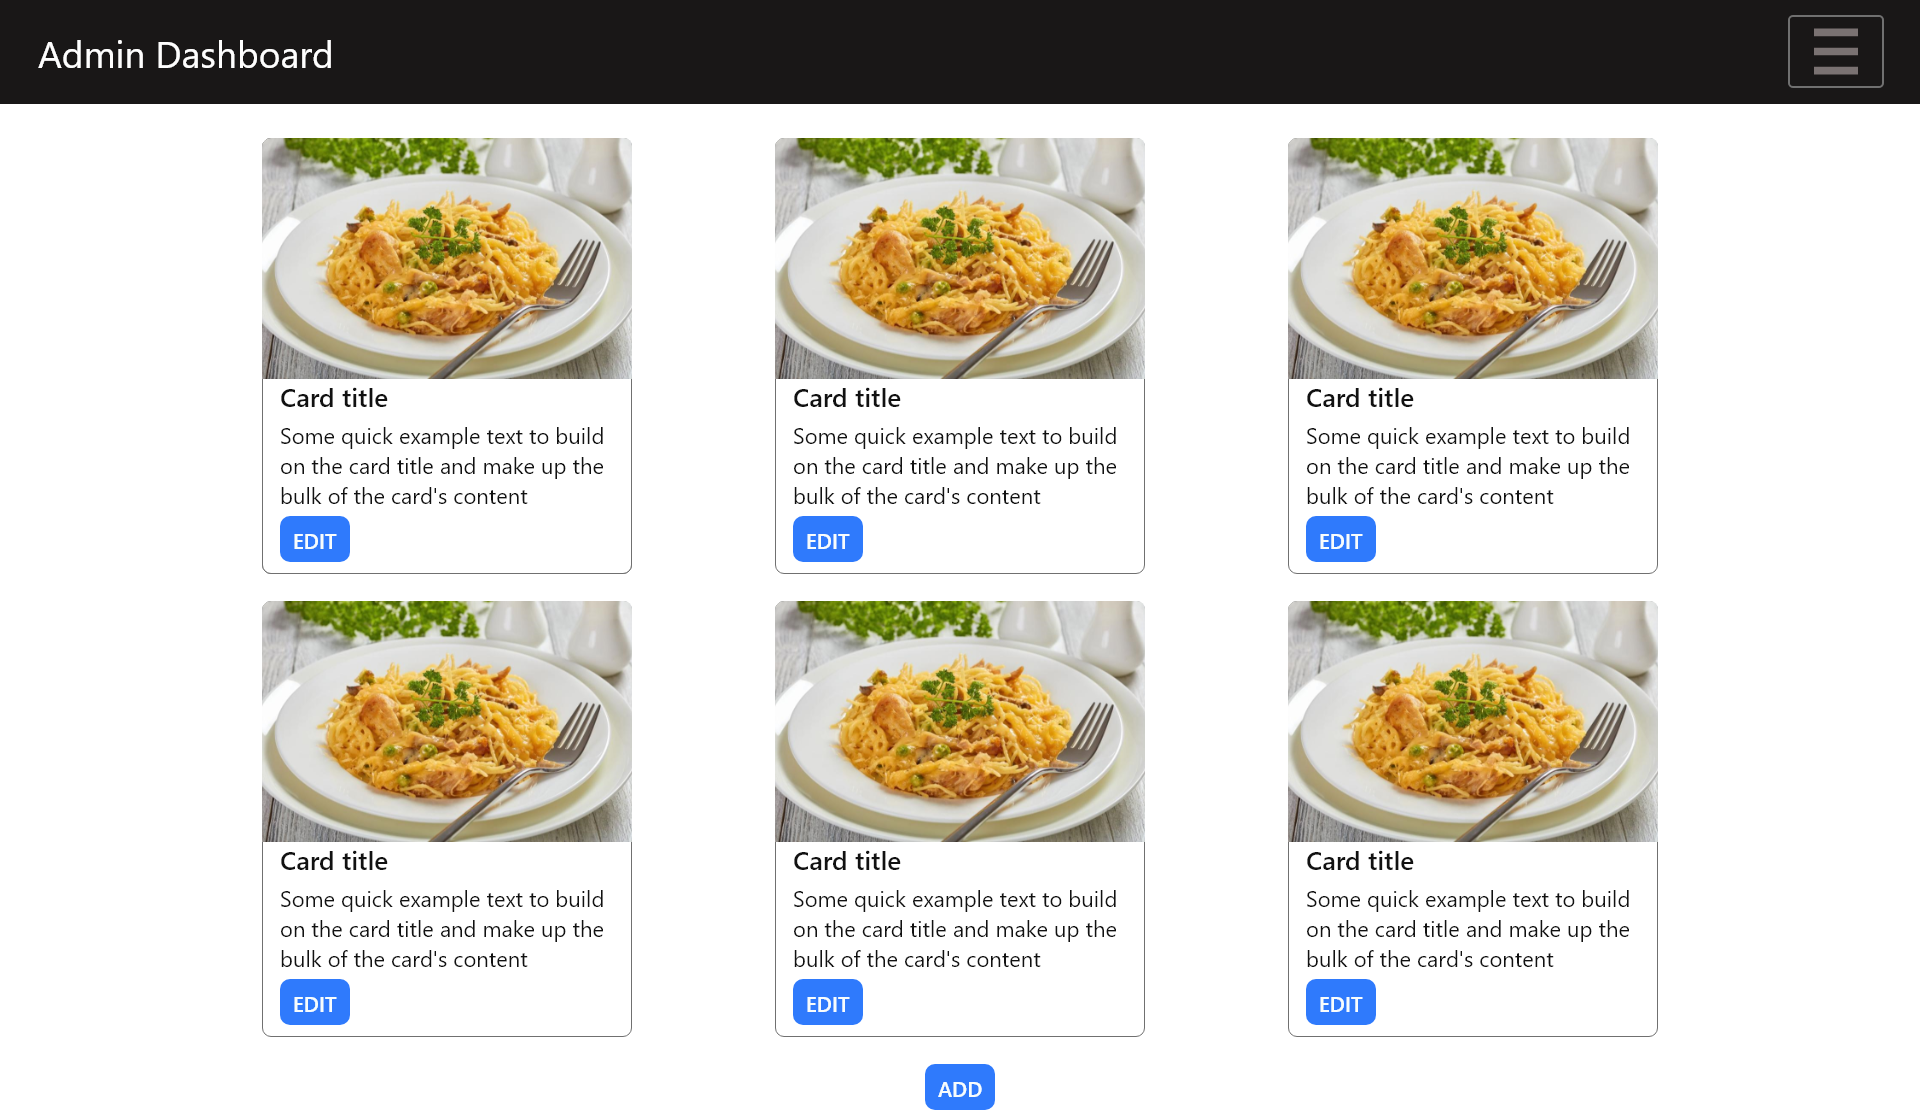 Admin Dashboard
Card title
Some quick example text to build
on the card title and make up the
bulk of the card's content
EDIT
Card title
Some quick example text to build
on the card title and make up the
bulk of the card's content
EDIT
Card title
Some quick example text to build
on the card title and make up the
bulk of the card's content
EDIT
Card title
Some quick example text to build
on the card title and make up the
bulk of the card's content
EDIT
Card title
Some quick example text to build
on the card title and make up the
bulk of the card's content
EDIT
Card title
Some quick example text to build
on the card title and make up the
bulk of the card's content
EDIT
ADD